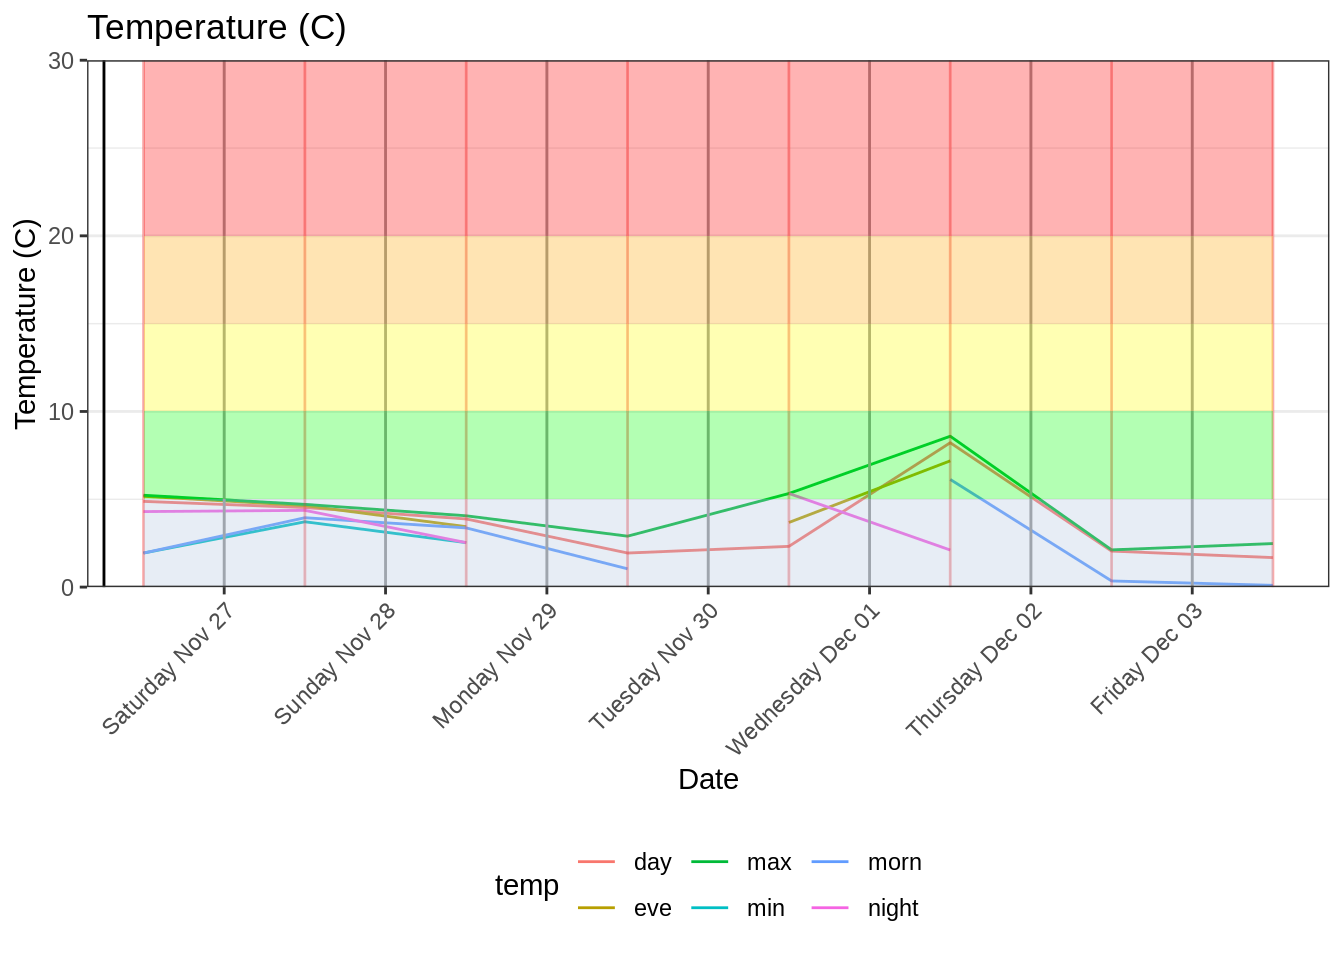 Temperature (C)
30
20
10
0
Temperature (C)
Saturday Nov 27
Sunday Nov 28
Monday Nov 29
Tuesday Nov 30
Wednesday Dec 01
Thursday Dec 02
Friday Dec 03
Date
temp
day max morn
eve min night